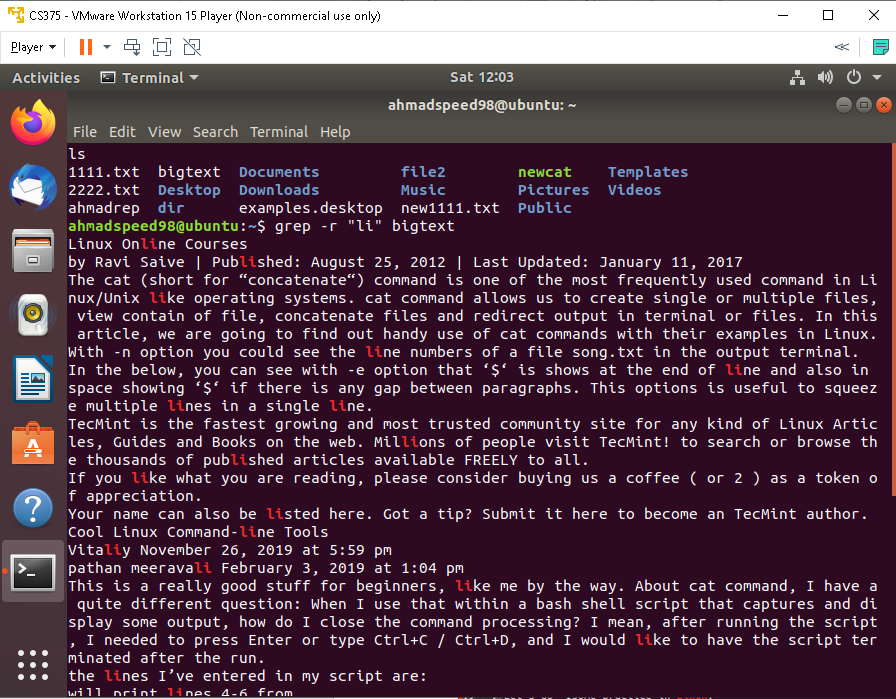 CS375 - VMware Workstation 15 Player (Non-commercial use only)
Player
Activities Terminal Sat 12:03
ahmadspeed98@ubuntu: ~
File Edit View Search Terminal Help
ls
1111.txt bigtext Documents file2 newcat Templates
2222.txt Desktop Downloads Music Pictures Videos
ahmadrep dir examples.desktop new1111.txt Public
ahmadspeed98@ubuntu:~$ grep -r "li" bigtext
Linux Online Courses
by Ravi Saive | Published: August 25, 2012 | Last Updated: January 11, 2017
The cat (short for “concatenate“) command is one of the most frequently used command in Li
nux/Unix like operating systems. cat command allows us to create single or multiple files,
view contain of file, concatenate files and redirect output in terminal or files. In this
article, we are going to find out handy use of cat commands with their examples in Linux.
With -n option you could see the line numbers of a file song.txt in the output terminal.
In the below, you can see with -e option that ‘$‘ is shows at the end of line and also in
space showing ‘$‘ if there is any gap between paragraphs. This options is useful to squeez
e multiple lines in a single line.
TecMint is the fastest growing and most trusted community site for any kind of Linux Artic
les, Guides and Books on the web. Millions of people visit TecMint! to search or browse th
e thousands of published articles available FREELY to all.
If you like what you are reading, please consider buying us a coffee ( or 2 ) as a token o
f appreciation.
Your name can also be listed here. Got a tip? Submit it here to become an TecMint author.
Cool Linux Command-line Tools
Vitaliy November 26, 2019 at 5:59 pm
pathan meeravali February 3, 2019 at 1:04 pm
This is a really good stuff for beginners, like me by the way. About cat command, I have a
quite different question: When I use that within a bash shell script that captures and di
splay some output, how do I close the command processing? I mean, after running the script
, I needed to press Enter or type Ctrl+C / Ctrl+D, and I would like to have the script ter
minated after the run.
the lines I’ve entered in my script are:
will print lines 4-6 from